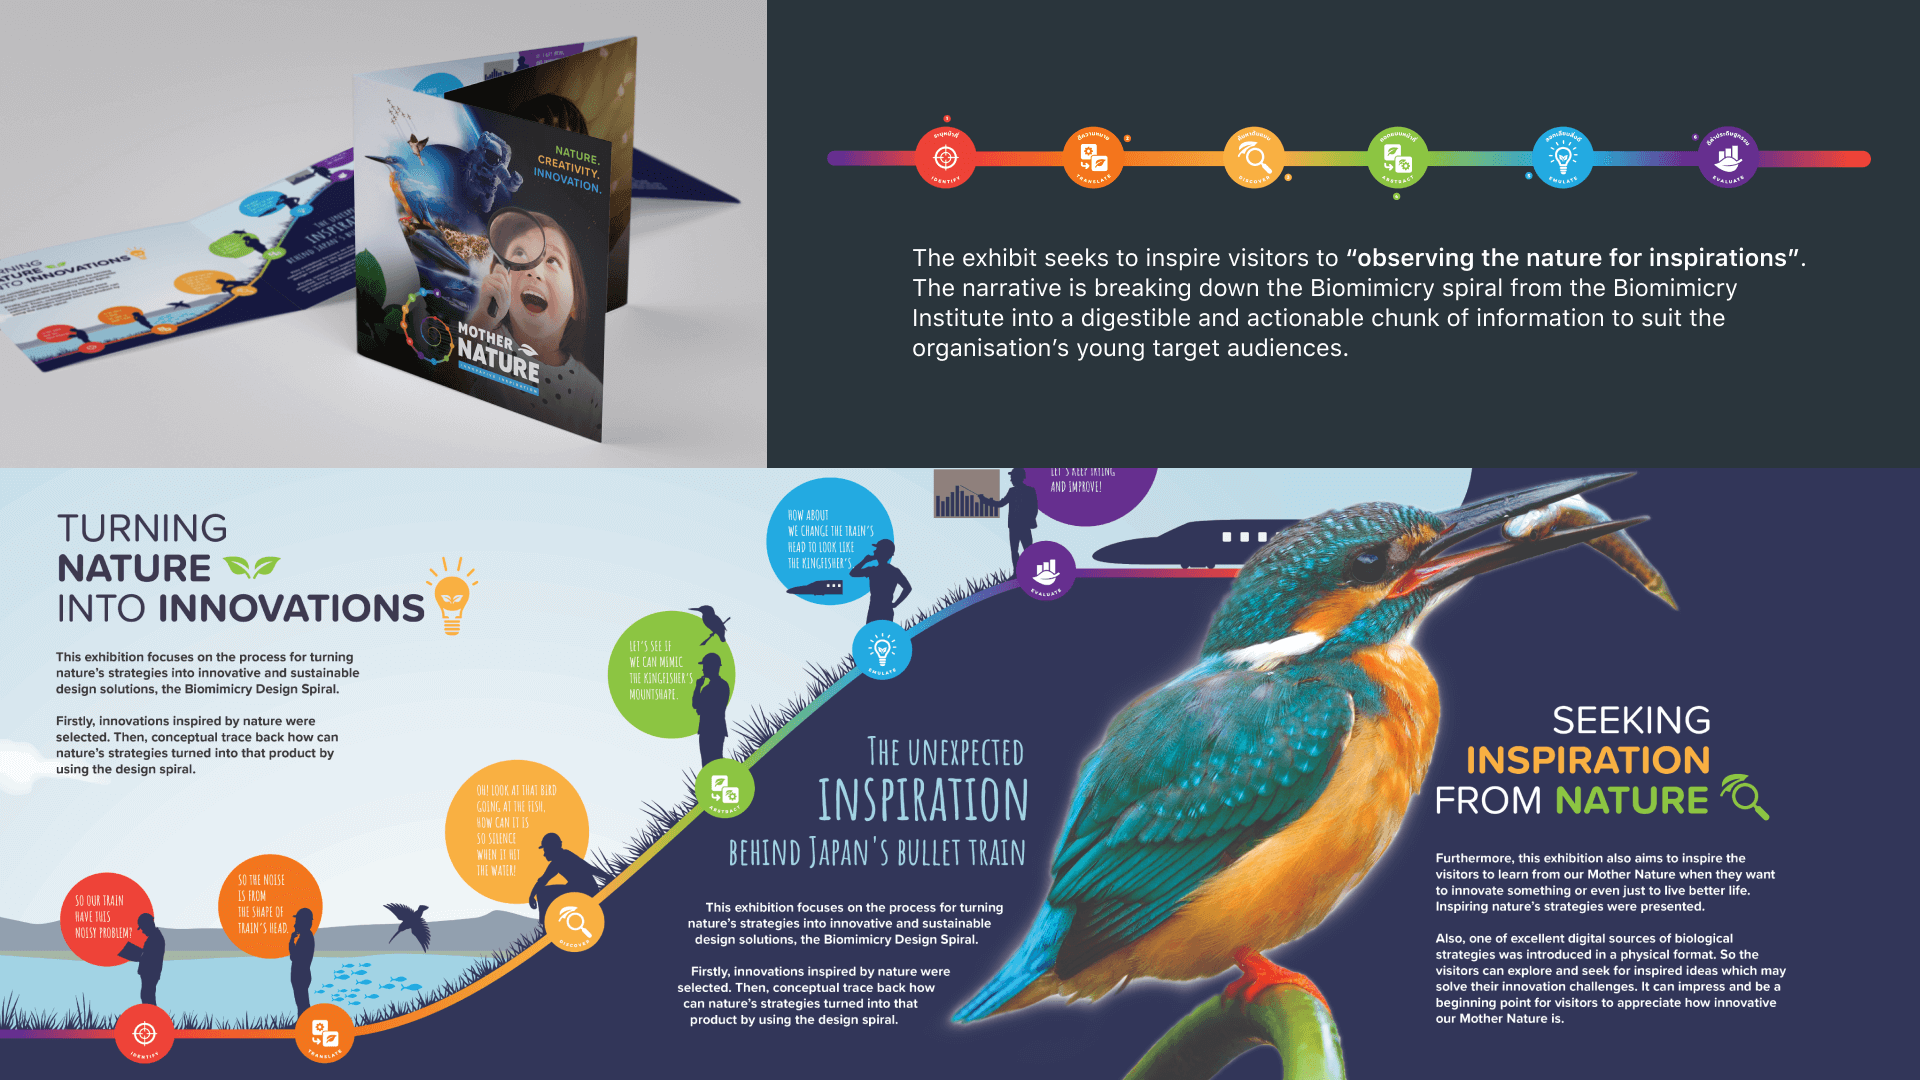 NATURE.
CREATIVITY.
INNOVATION.
MOTHER
NATURE
INNOVATIVE INSPIRATION
IDENTIFY
TRANSLATE
DISCOVER
ABSTRACT
EMULATE
EVALUATE
The exhibit seeks to inspire visitors to “observing the nature for inspirations”.
The narrative is breaking down the Biomimicry spiral from the Biomimicry
Institute into a digestible and actionable chunk of information to suit the
organisation’s young target audiences.
TURNING
NATURE
INTO INNOVATIONS
This exhibition focuses on the process for turning
nature’s strategies into innovative and sustainable
design solutions, the Biomimicry Design Spiral.
Firstly, innovations inspired by nature were
selected. Then, conceptual trace back how can
nature’s strategies turned into that product by
using the design spiral.
SO OUR TRAIN
HAVE THIS
NOISY PROBLEM?
IDENTIFY
SO THE NOISE
IS FROM
THE SHAPE OF
TRAIN’S HEAD.
TRANSLATE
OH! LOOK AT THAT BIRD
GOING AT THE FISH,
HOW CAN IT IS
SO SILENCE
WHEN IT HIT
THE WATER!
DISCOVER
LET’S SEE IF
WE CAN MIMIC
THE KINGFISHER’S
MOUNTSHAPE.
ABSTRACT
HOW ABOUT
WE CHANGE THE TRAIN’S
HEAD TO LOOK LIKE
THE KINGFISHER’S
EMULATE
LET’S KEEP TRYING
AND IMPROVE!
EVALUATE
THE UNEXPECTED
INSPIRATION
BEHIND JAPAN'S BULLET TRAIN
This exhibition focuses on the process for turning
nature’s strategies into innovative and sustainable
design solutions, the Biomimicry Design Spiral.
Firstly, innovations inspired by nature were
selected. Then, conceptual trace back how
can nature’s strategies turned into that
product by using the design spiral.
SEEKING
INSPIRATION
FROM NATURE
Furthermore, this exhibition also aims to inspire the
visitors to learn from our Mother Nature when they want
to innovate something or even just to live better life.
Inspiring nature’s strategies were presented.
Also, one of excellent digital sources of biological
strategies was introduced in a physical format. So the
visitors can explore and seek for inspired ideas which may
solve their innovation challenges. It can impress and be a
beginning point for visitors to appreciate how innovative
our Mother Nature is.